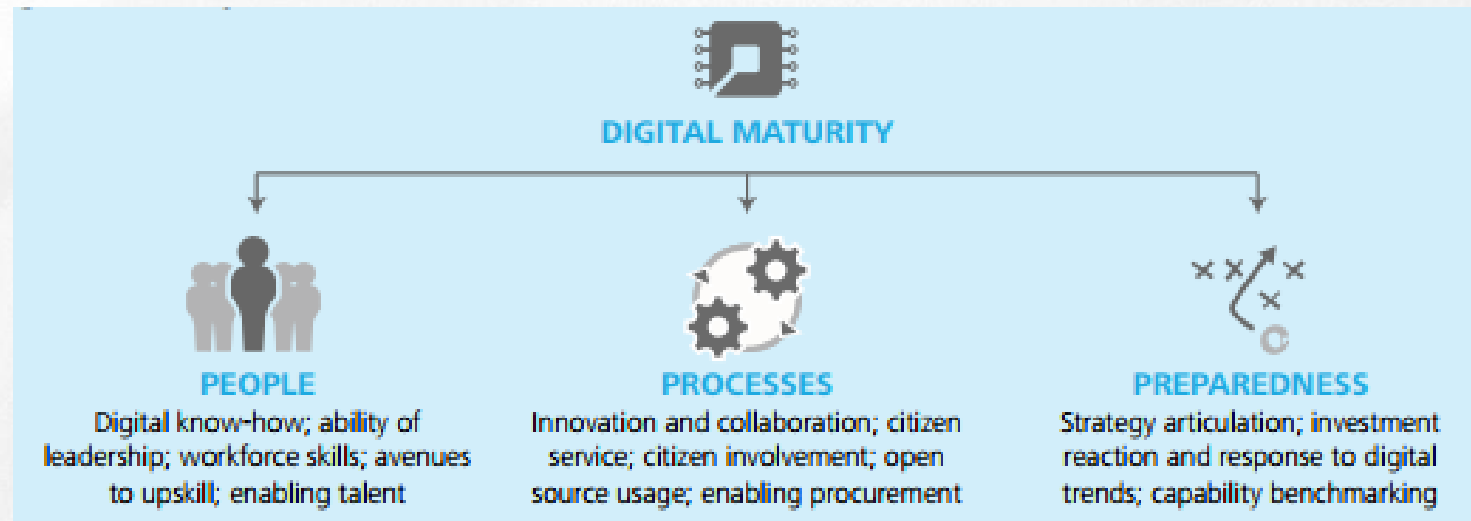 DIGITAL MATURITY
PEOPLE
Digital know-how; ability of
leadership; workforce skills; avenues
to upskill; enabling talent
PROCESSES
Innovation and collaboration; citizen
service; citizen involvement; open
source usage; enabling procurement
PREPAREDNESS
Strategy articulation; investment
reaction and response to digital
trends; capability benchmarking